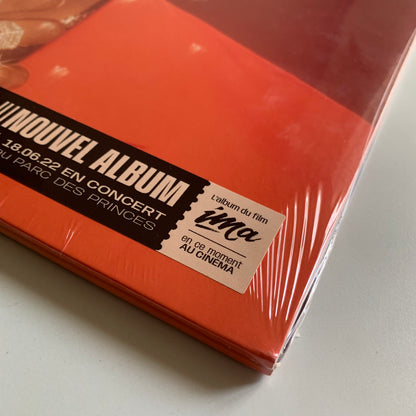 // NOUVEL ALBUM
18.06.22 EN CONCERT
AU PARC DES PRINCES
L'album du film
ima
en ce moment
AU CINÉMA